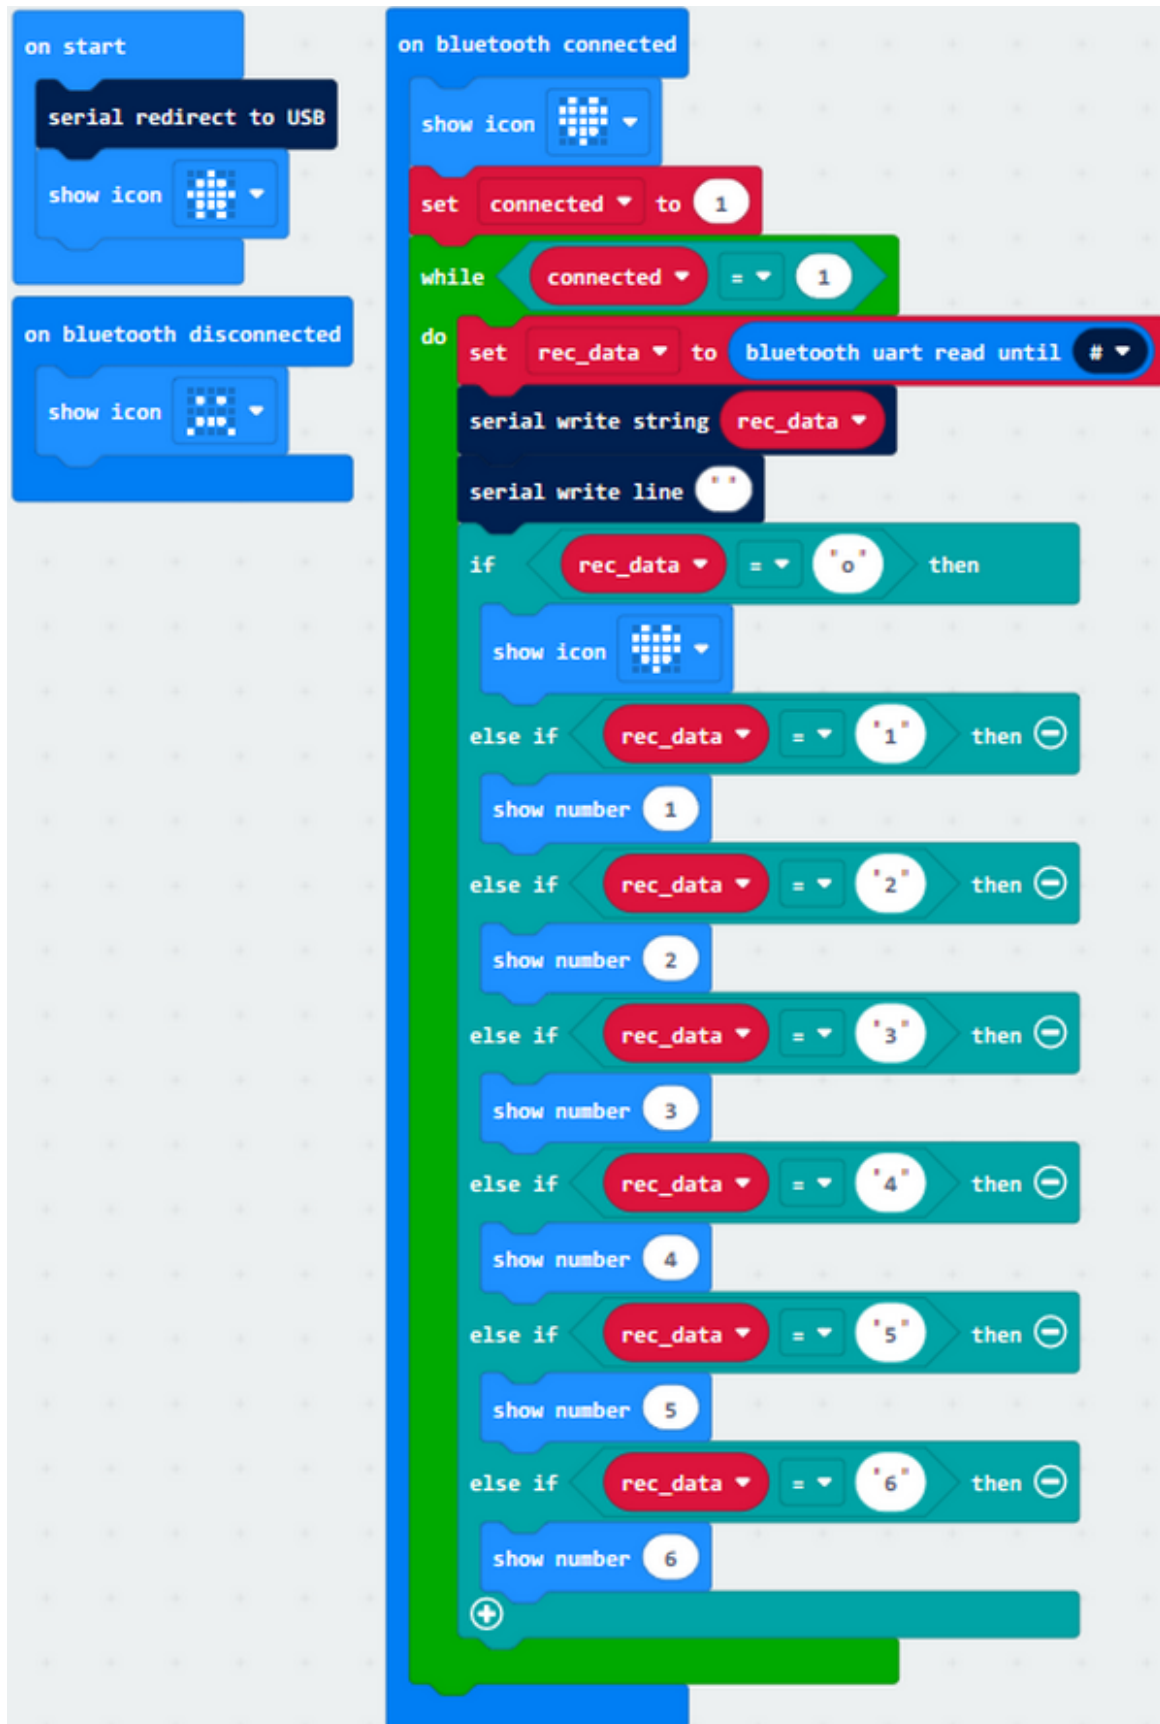 on start
serial redirect to USB
show icon
on bluetooth disconnected
show icon
on bluetooth connected
show icon
set connected to 1
while connected = 1
do set rec_data to bluetooth uart read until #
serial write string rec_data
serial write line " "
if rec_data = "o" then
show icon
else if rec_data = "1" then
show number 1
else if rec_data = "2" then
show number 2
else if rec_data = "3" then
show number 3
else if rec_data = "4" then
show number 4
else if rec_data = "5" then
show number 5
else if rec_data = "6" then
show number 6